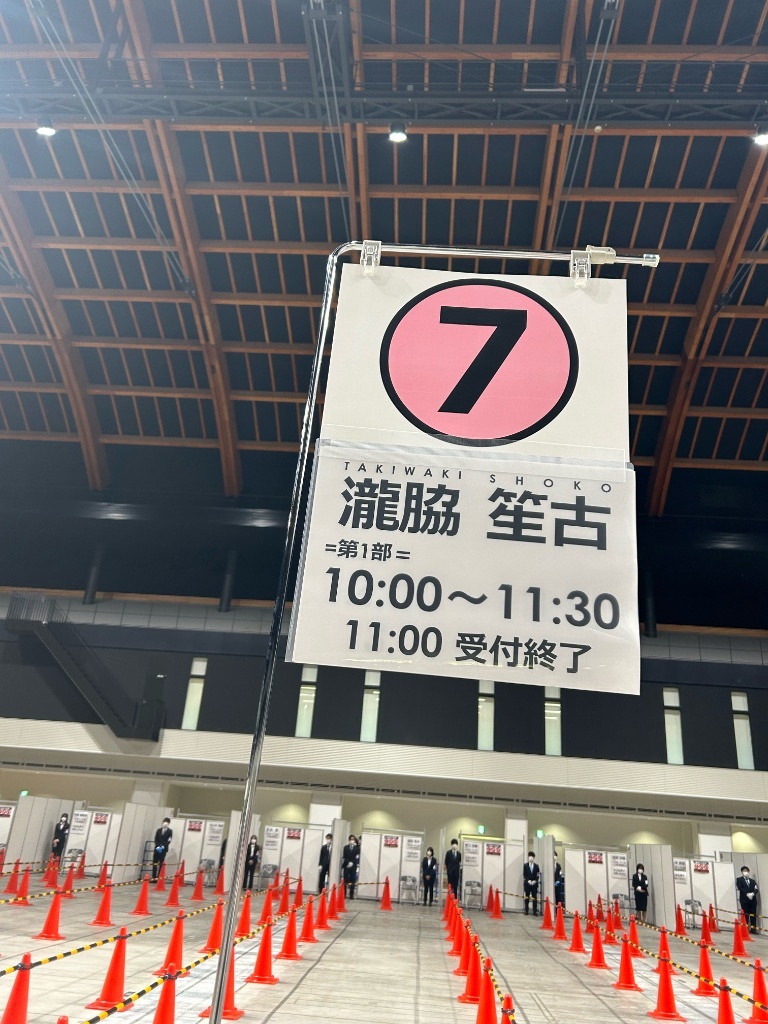 7
TAKIWAKI SHOKO
瀧脇 笙古
=第1部=
10:00～11:30
11:00 受付終了